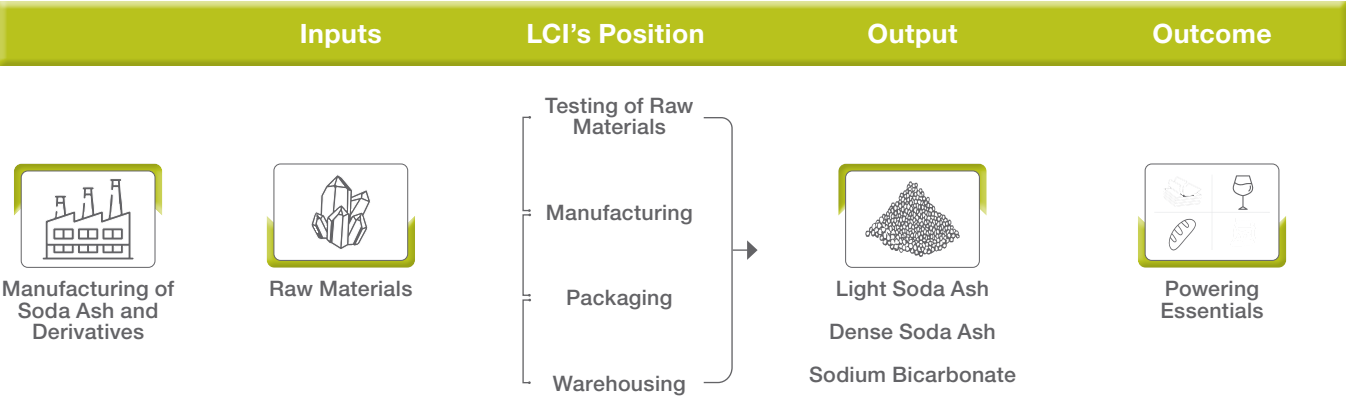 Inputs
LCI's Position
Output
Outcome
Manufacturing of
Soda Ash and
Derivatives
Raw Materials
Testing of Raw
Materials
Manufacturing
Packaging
Warehousing
Light Soda Ash
Dense Soda Ash
Sodium Bicarbonate
Powering
Essentials